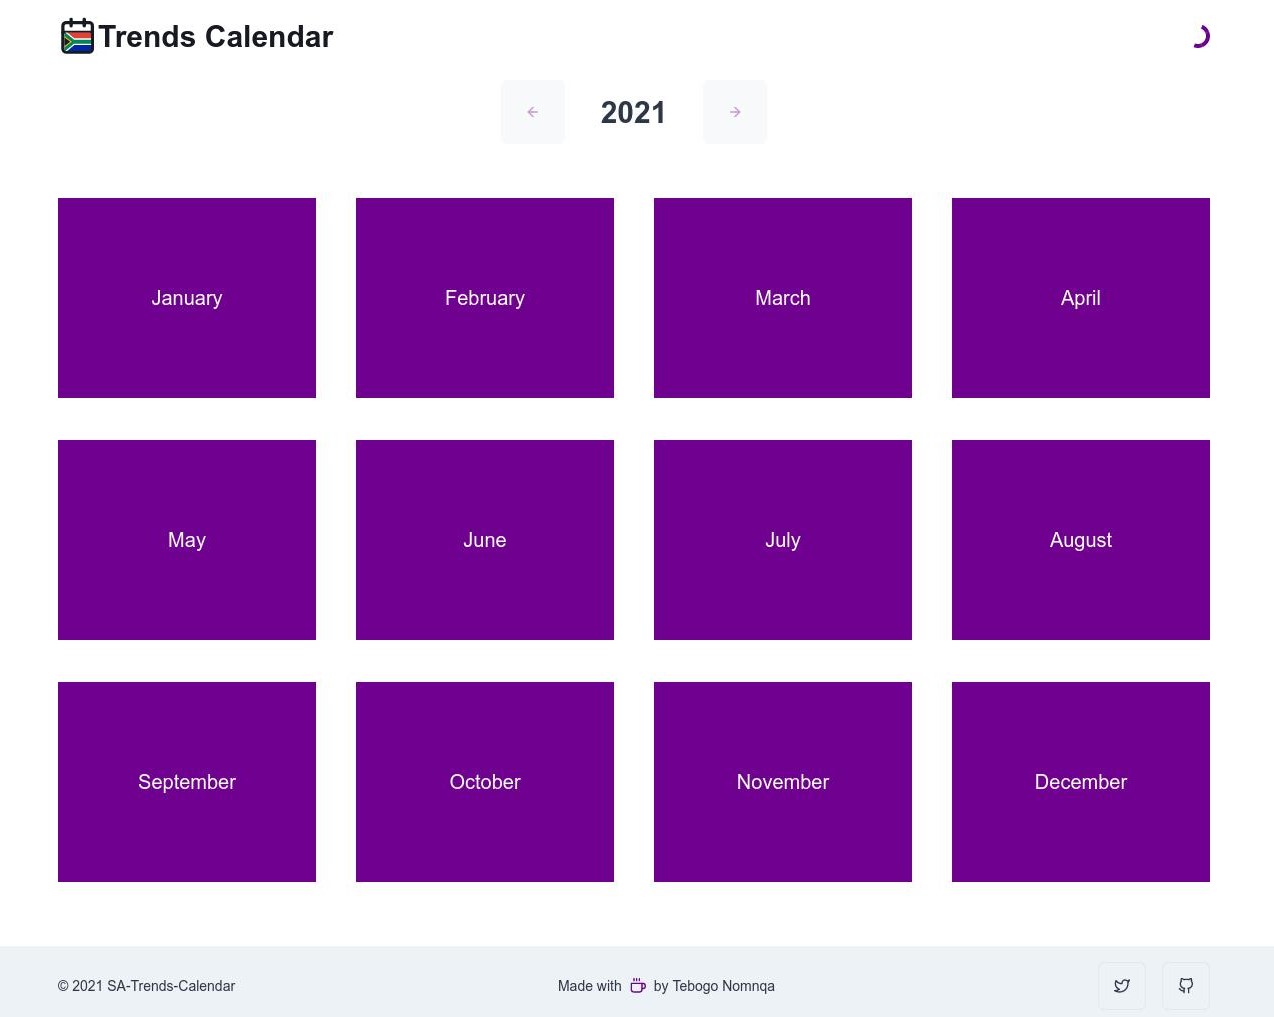 Trends Calendar
2021
January
February
March
April
May
June
July
August
September
October
November
December
© 2021 SA-Trends-Calendar
Made with by Tebogo Nomnqa